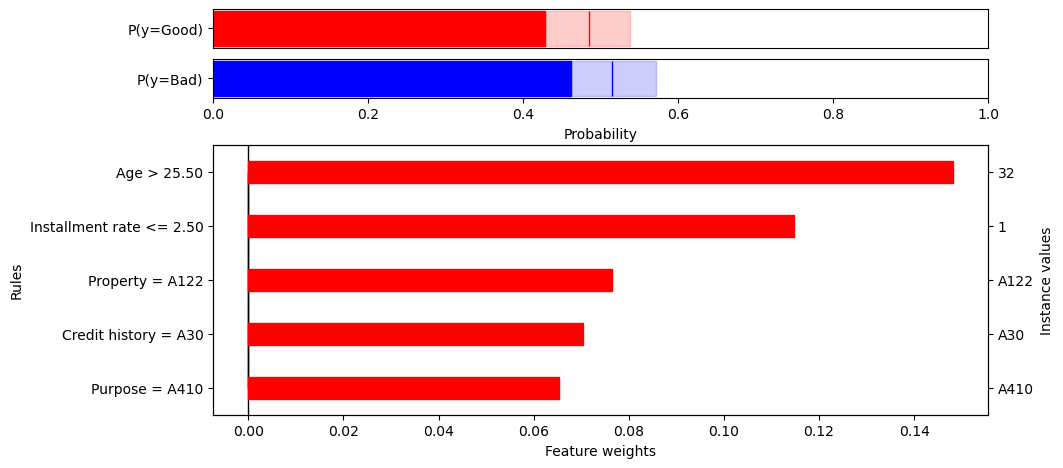 P(y=Good)
P(y=Bad)
0.0 0.2 0.4 0.6 0.8 1.0
Probability
Age > 25.50 32
Installment rate <= 2.50 1
Property = A122 A122
Credit history = A30 A30
Purpose = A410 A410
Rules
Instance values
0.00 0.02 0.04 0.06 0.08 0.10 0.12 0.14
Feature weights